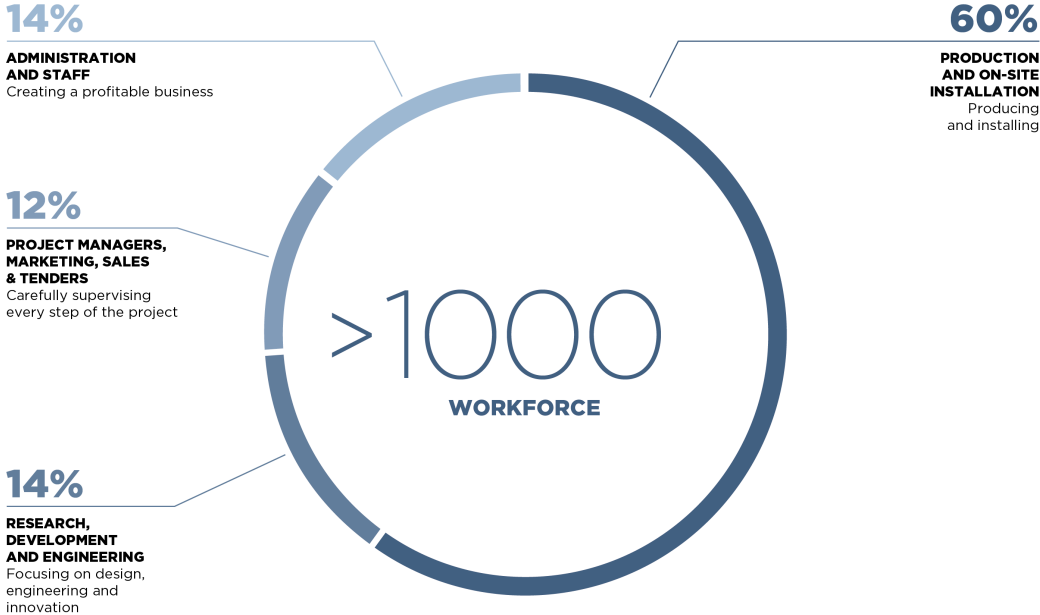 14%
ADMINISTRATION
AND STAFF
Creating a profitable business
60%
PRODUCTION
AND ON-SITE
INSTALLATION
Producing
and installing
12%
PROJECT MANAGERS,
MARKETING, SALES
& TENDERS
Carefully supervising
every step of the project
>1000
WORKFORCE
14%
RESEARCH,
DEVELOPMENT
AND ENGINEERING
Focusing on design,
engineering and
innovation